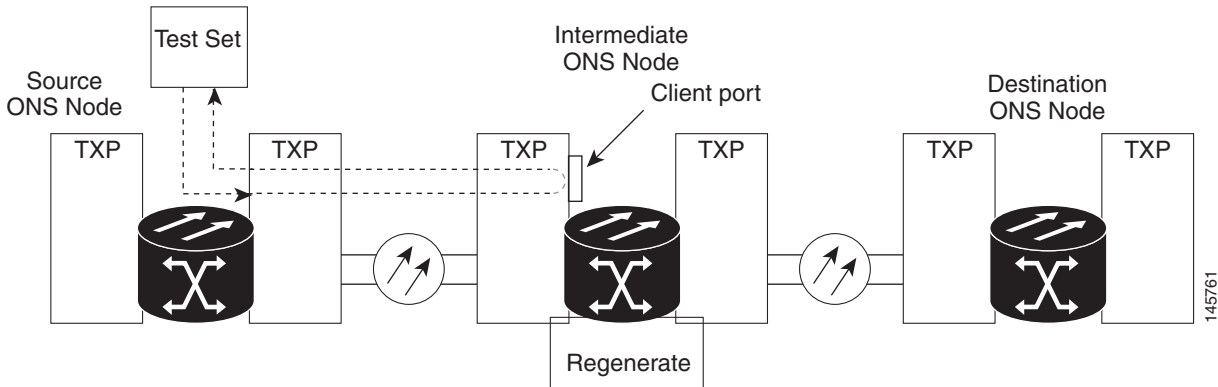 Test Set
Source
ONS Node
Intermediate
ONS Node
Client port
Destination
ONS Node
TXP
TXP
TXP
TXP
TXP
TXP
Regenerate
145761